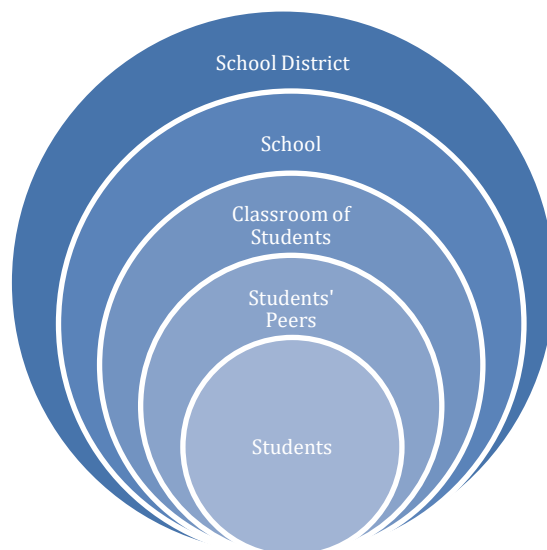 School District
School
Classroom of
Students
Students'
Peers
Students